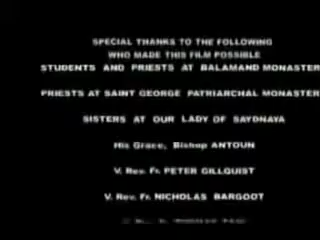 SPECIAL THANKS TO THE FOLLOWING
WHO MADE THIS FILM POSSIBLE
STUDENTS AND PRIESTS AT BALAMAND MONASTER
PRIESTS AT SAINT GEORGE PATRIARCHAL MONASTER
SISTERS AT OUR LADY OF SAYDNAYA
His Grace, Bishop ANTOUN
V. Rev. Fr. PETER GILLQUIST
V. Rev. Fr. NICHOLAS BARGOOT